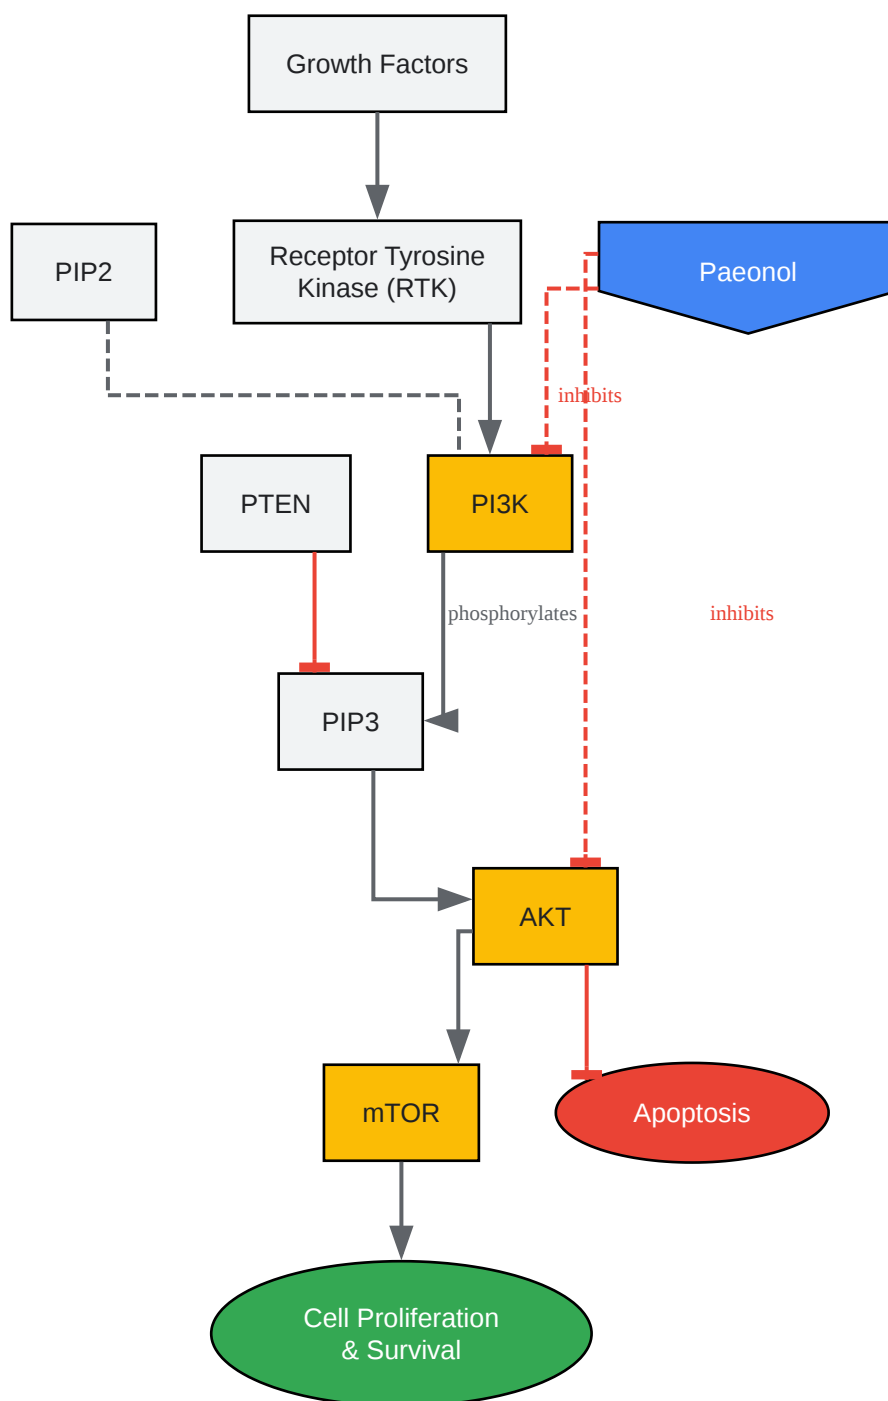 Growth Factors
PIP2
Receptor Tyrosine
Kinase (RTK)
Paeonol
inhibits
PTEN
PI3K
phosphorylates
inhibits
PIP3
AKT
mTOR
Apoptosis
Cell Proliferation
& Survival